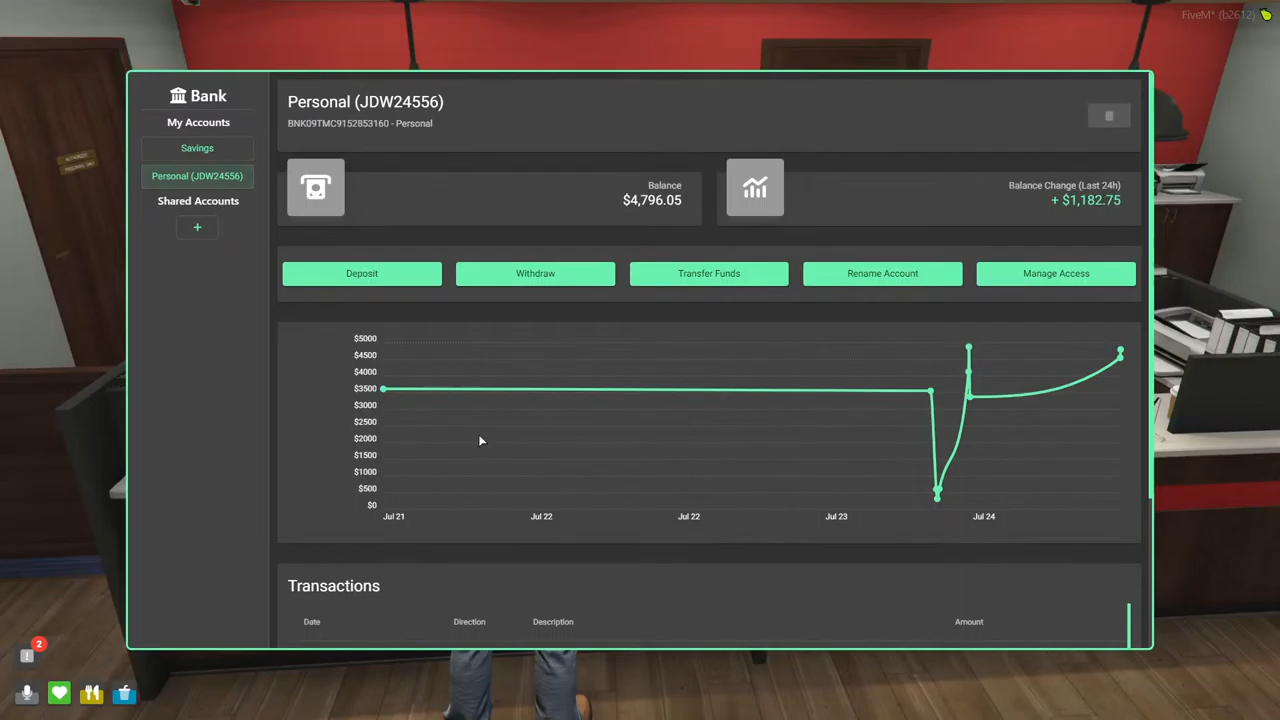 FiveM* (b2612)
Bank
My Accounts
Savings
Personal (JDW24556)
Shared Accounts
+
Personal (JDW24556)
BNK09TMC9152853160 - Personal
Balance
$4,796.05
Balance Change (Last 24h)
+ $1,182.75
Deposit
Withdraw
Transfer Funds
Rename Account
Manage Access
$5000
$4500
$4000
$3500
$3000
$2500
$2000
$1500
$1000
$500
$0
Jul 21
Jul 22
Jul 22
Jul 23
Jul 24
Transactions
Date
Direction
Description
Amount
2